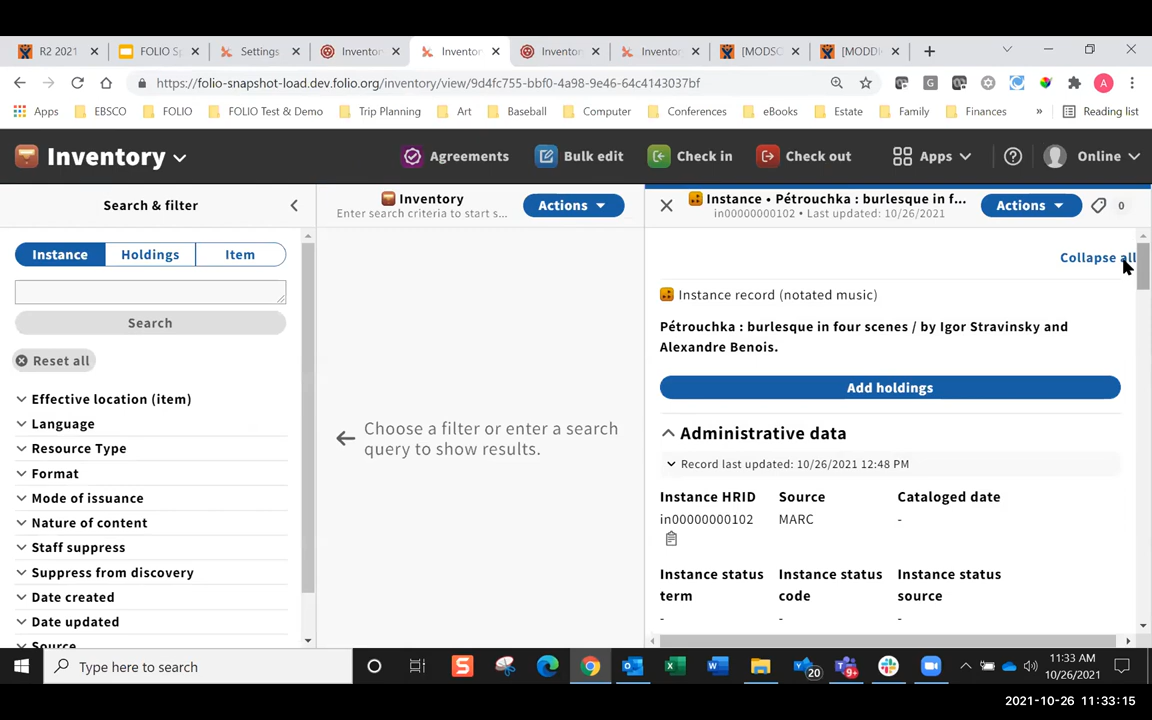 R2 2021
FOLIO Sp
Settings
Inventor
Inventor
Inventor
Inventor
[MODSO
[MODDI
https://folio-snapshot-load.dev.folio.org/inventory/view/9d4fc755-bbf0-4a98-9e46-64c4143037bf
Apps
EBSCO
FOLIO
FOLIO Test & Demo
Trip Planning
Art
Baseball
Computer
Conferences
eBooks
Estate
Family
Finances
»
Reading list
Inventory
Agreements
Bulk edit
Check in
Check out
Apps
Online
Search & filter
Inventory
Enter search criteria to start s...
Actions
Instance • Pétrouchka : burlesque in f...
in00000000102 • Last updated: 10/26/2021
Actions
0
Instance
Holdings
Item
Search
Reset all
Effective location (item)
Language
Resource Type
Format
Mode of issuance
Nature of content
Staff suppress
Suppress from discovery
Date created
Date updated
Source
Choose a filter or enter a search
query to show results.
Collapse all
Instance record (notated music)
Pétrouchka : burlesque in four scenes / by Igor Stravinsky and
Alexandre Benois.
Add holdings
Administrative data
Record last updated: 10/26/2021 12:48 PM
Instance HRID Source Cataloged date
in00000000102 MARC -
Instance status Instance status Instance status
term code source
- - -
Type here to search
20
9+
11:33 AM
10/26/2021
2021-10-26 11:33:15